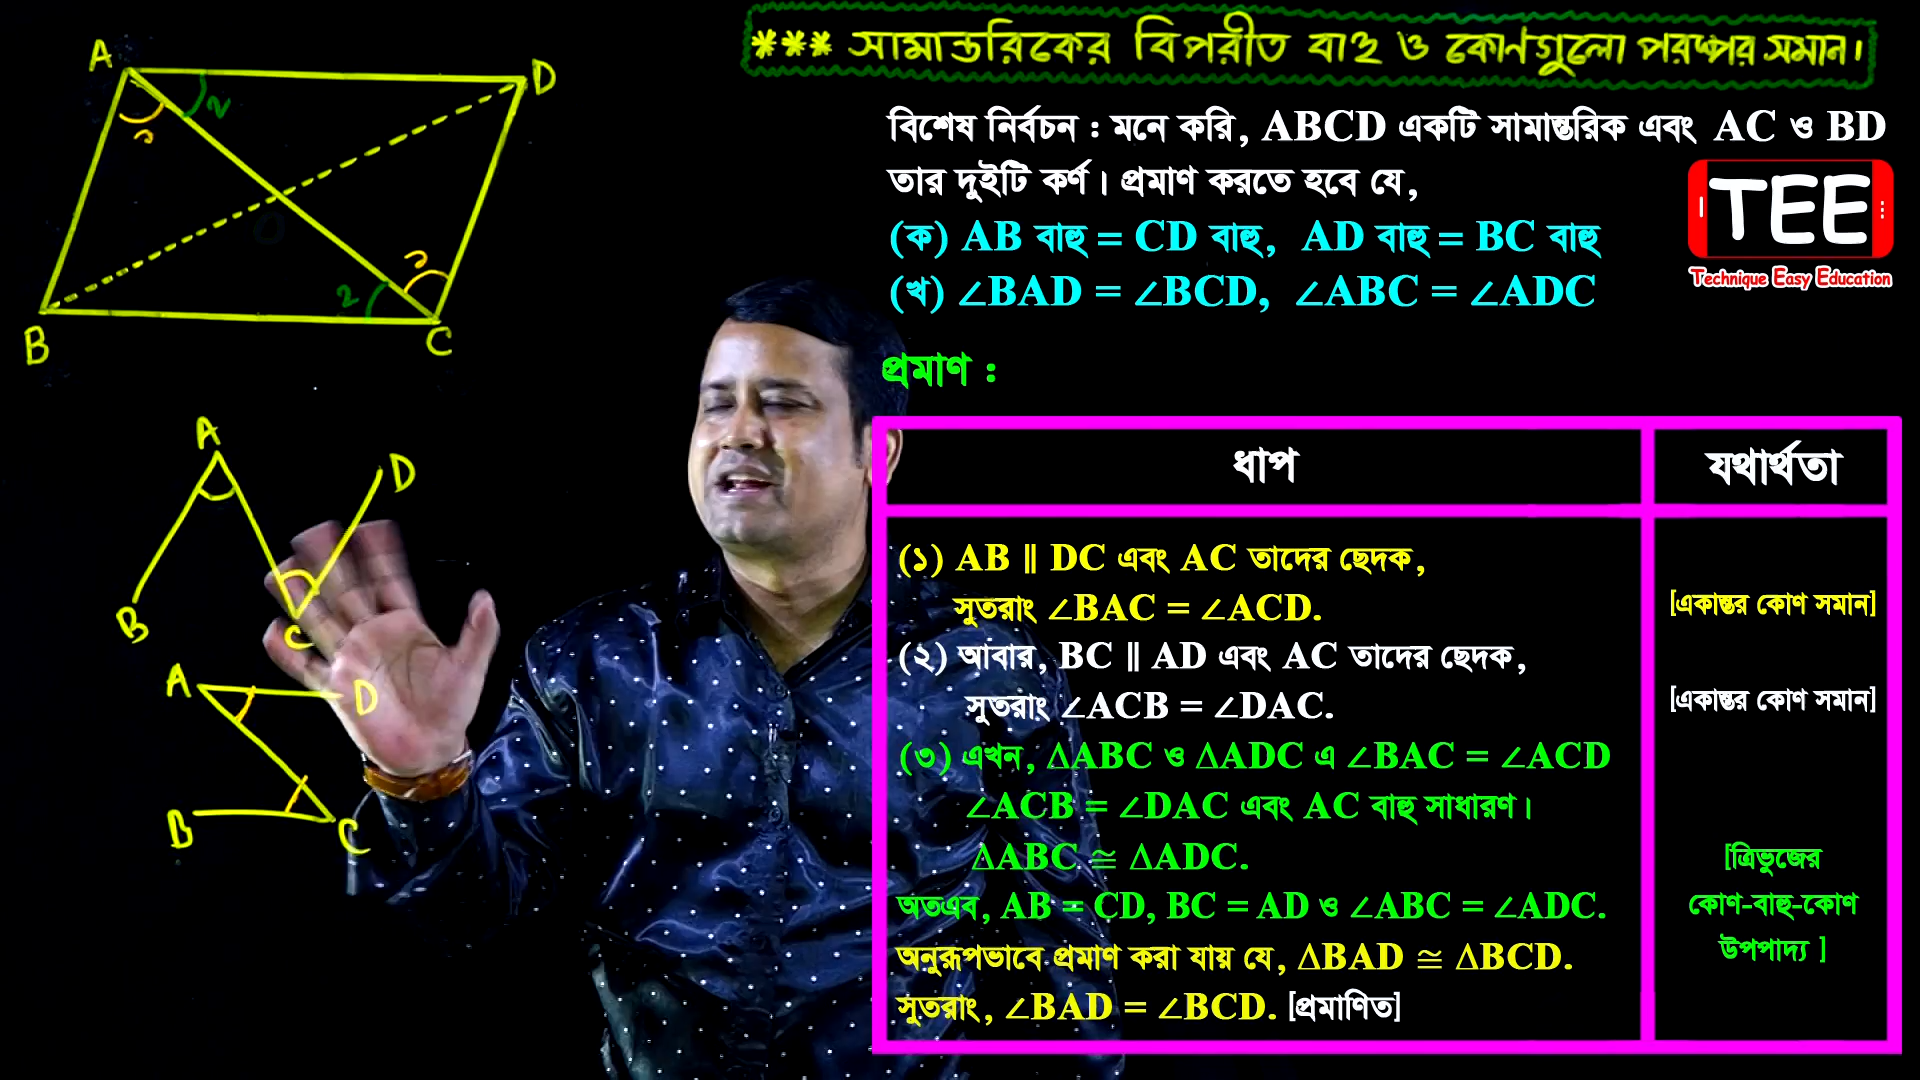 *** সামান্তরিকের বিপরীত বাহু ও কোণগুলো পরস্পর সমান।
বিশেষ নির্বচন : মনে করি, ABCD একটি সামান্তরিক এবং AC ও BD
তার দুইটি কর্ণ। প্রমাণ করতে হবে যে,
(ক) AB বাহু = CD বাহু, AD বাহু = BC বাহু
(খ) ∠BAD = ∠BCD, ∠ABC = ∠ADC
TEE
Technique Easy Education
প্রমাণ :
ধাপ
যথার্থতা
(১) AB ∥ DC এবং AC তাদের ছেদক,
সুতরাং ∠BAC = ∠ACD.
[একান্তর কোণ সমান]
(২) আবার, BC ∥ AD এবং AC তাদের ছেদক,
সুতরাং ∠ACB = ∠DAC.
[একান্তর কোণ সমান]
(৩) এখন, ΔABC ও ΔADC এ ∠BAC = ∠ACD
∠ACB = ∠DAC এবং AC বাহু সাধারণ।
ΔABC ≅ ΔADC.
[ত্রিভুজের
কোণ-বাহু-কোণ
উপপাদ্য ]
অতএব, AB = CD, BC = AD ও ∠ABC = ∠ADC.
অনুরূপভাবে প্রমাণ করা যায় যে, ΔBAD ≅ ΔBCD.
সুতরাং, ∠BAD = ∠BCD. [প্রমাণিত]
A
D
2
১
O
১
2
B
C
A
D
B
C
A
D
B
C